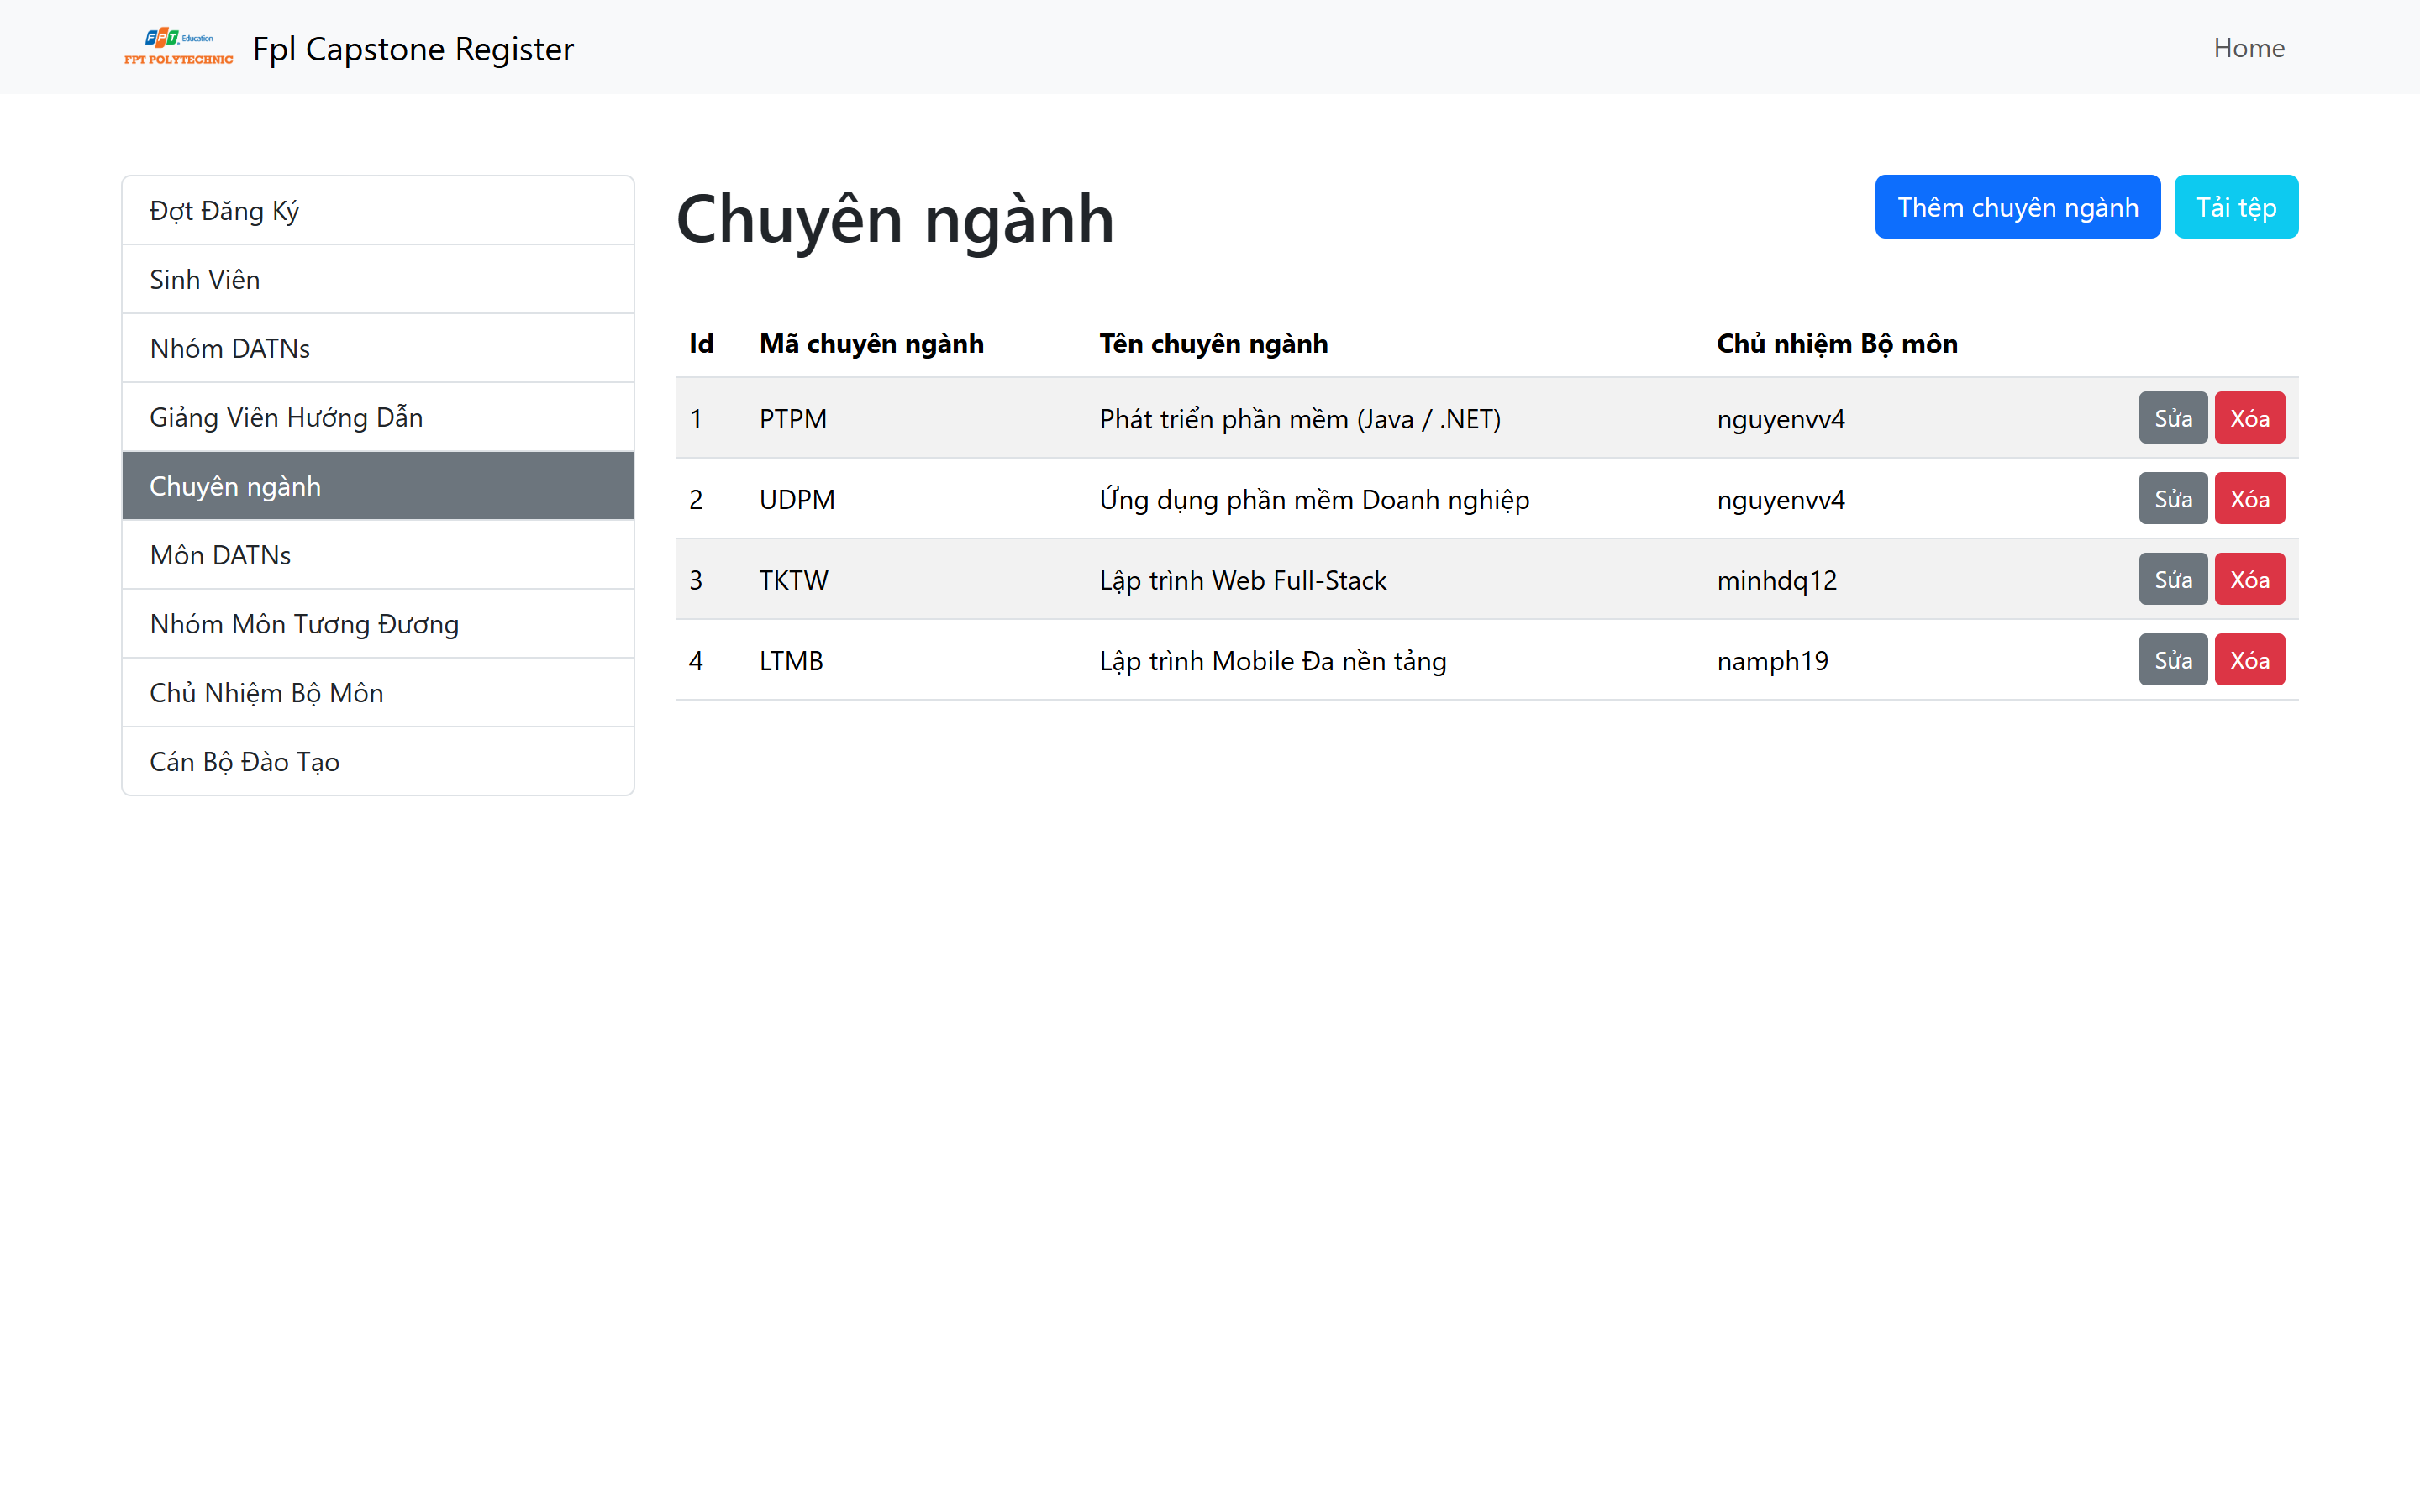 FPT Education
FPT POLYTECHNIC
Fpl Capstone Register
Home
Đợt Đăng Ký
Sinh Viên
Nhóm DATNs
Giảng Viên Hướng Dẫn
Chuyên ngành
Môn DATNs
Nhóm Môn Tương Đương
Chủ Nhiệm Bộ Môn
Cán Bộ Đào Tạo
Chuyên ngành
Thêm chuyên ngành Tải tệp
Id Mã chuyên ngành Tên chuyên ngành Chủ nhiệm Bộ môn
1 PTPM Phát triển phần mềm (Java / .NET) nguyenvv4 Sửa Xóa
2 UDPM Ứng dụng phần mềm Doanh nghiệp nguyenvv4 Sửa Xóa
3 TKTW Lập trình Web Full-Stack minhdq12 Sửa Xóa
4 LTMB Lập trình Mobile Đa nền tảng namph19 Sửa Xóa